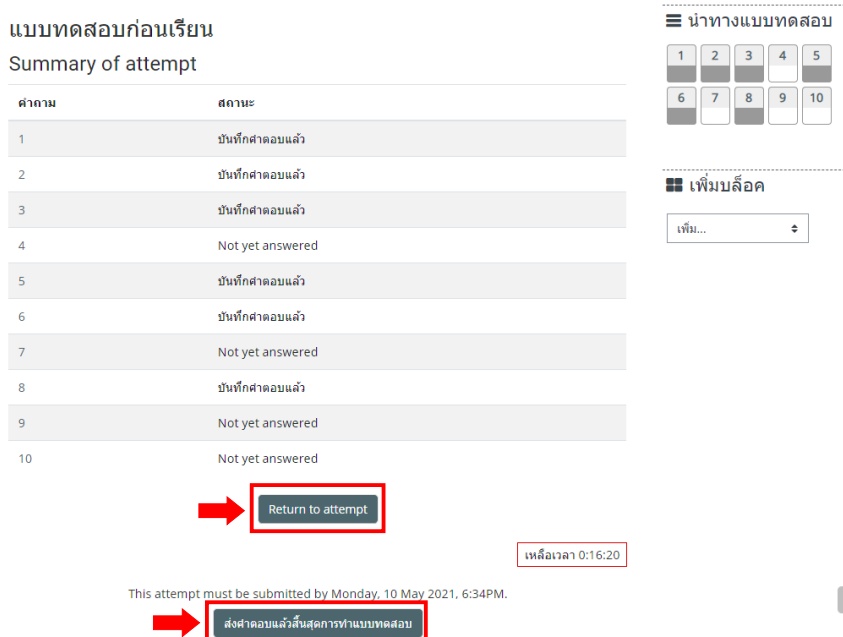 แบบทดสอบก่อนเรียน
Summary of attempt
คำถาม สถานะ
1 บันทึกคำตอบแล้ว
2 บันทึกคำตอบแล้ว
3 บันทึกคำตอบแล้ว
4 Not yet answered
5 บันทึกคำตอบแล้ว
6 บันทึกคำตอบแล้ว
7 Not yet answered
8 บันทึกคำตอบแล้ว
9 Not yet answered
10 Not yet answered
Return to attempt
เหลือเวลา 0:16:20
This attempt must be submitted by Monday, 10 May 2021, 6:34PM.
ส่งคำตอบแล้วสิ้นสุดการทำแบบทดสอบ
นำทางแบบทดสอบ
1 2 3 4 5
6 7 8 9 10
เพิ่มบล็อค
เพิ่ม...